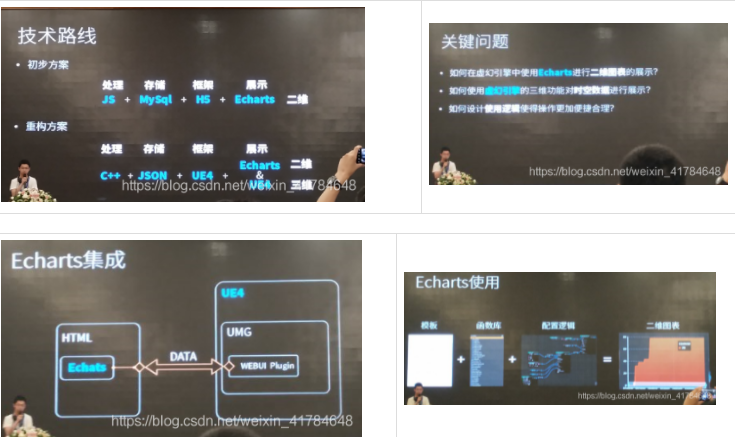 技术路线
• 初步方案
处理 存储 框架 展示
JS + MySql + H5 + Echarts 二维
• 重构方案
处理 存储 框架 展示
C++ + JSON + UE4 + Echarts & UE4 二维 三维
https://blog.csdn.net/weixin_41784648
关键问题
• 如何在虚幻引擎中使用Echarts进行二维图表的展示?
• 如何使用虚幻引擎的三维功能对时空数据进行展示?
• 如何设计使用逻辑使得操作更加便捷合理?
https://blog.csdn.net/weixin_41784648
Echarts集成
UE4
HTML
UMG
Echats
DATA
WEBUI Plugin
https://blog.csdn.net/weixin_41784648
Echarts使用
模板 函数库 配置逻辑 二维图表
+ + =
https://blog.csdn.net/weixin_41784648